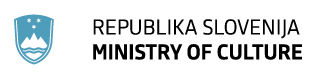 REPUBLIKA SLOVENIJA
MINISTRY OF CULTURE